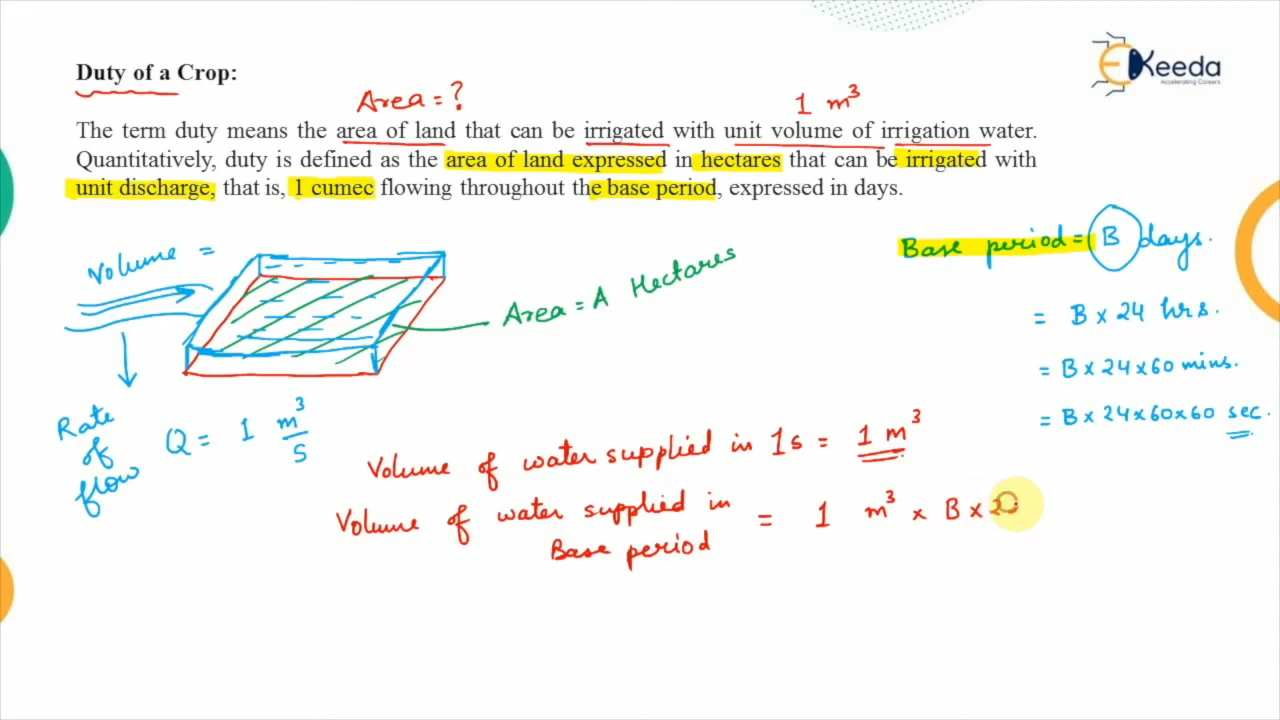 Duty of a Crop:
EKeeda
Accelerating Careers
Area = ?
1 m³
The term duty means the area of land that can be irrigated with unit volume of irrigation water.
Quantitatively, duty is defined as the area of land expressed in hectares that can be irrigated with
unit discharge, that is, 1 cumec flowing throughout the base period, expressed in days.
Volume =
Area = A Hectares
Base period = B days.
= B × 24 hrs.
= B × 24 × 60 mins.
= B × 24 × 60 × 60 sec.
Rate
of
flow
Q = 1 m³/s
Volume of water supplied in 1s = 1 m³
Volume of water supplied in
Base period
= 1 m³ × B × 2